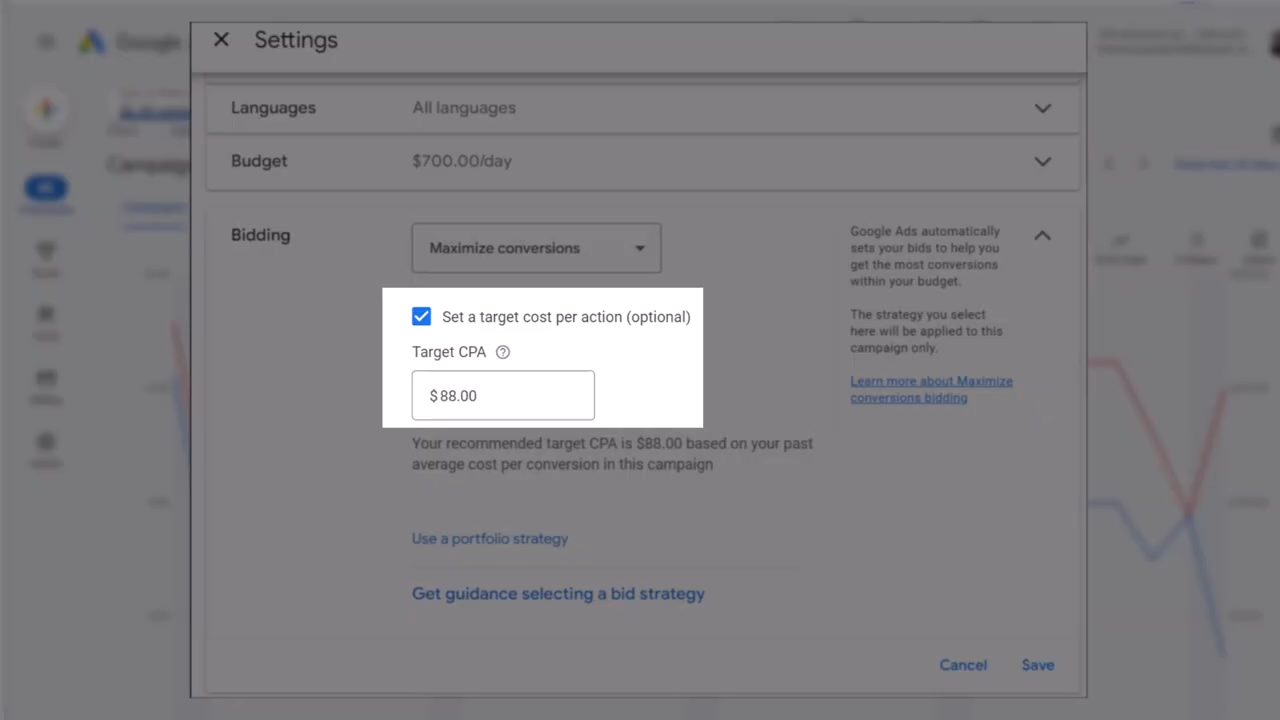 Google
Settings
Languages
All languages
Budget
$700.00/day
Campaign
Bidding
Maximize conversions
Google Ads automatically
sets your bids to help you
get the most conversions
within your budget.
The strategy you select
here will be applied to this
campaign only.
Learn more about Maximize
conversions bidding
Set a target cost per action (optional)
Target CPA
$88.00
Your recommended target CPA is $88.00 based on your past
average cost per conversion in this campaign
Use a portfolio strategy
Get guidance selecting a bid strategy
Cancel
Save